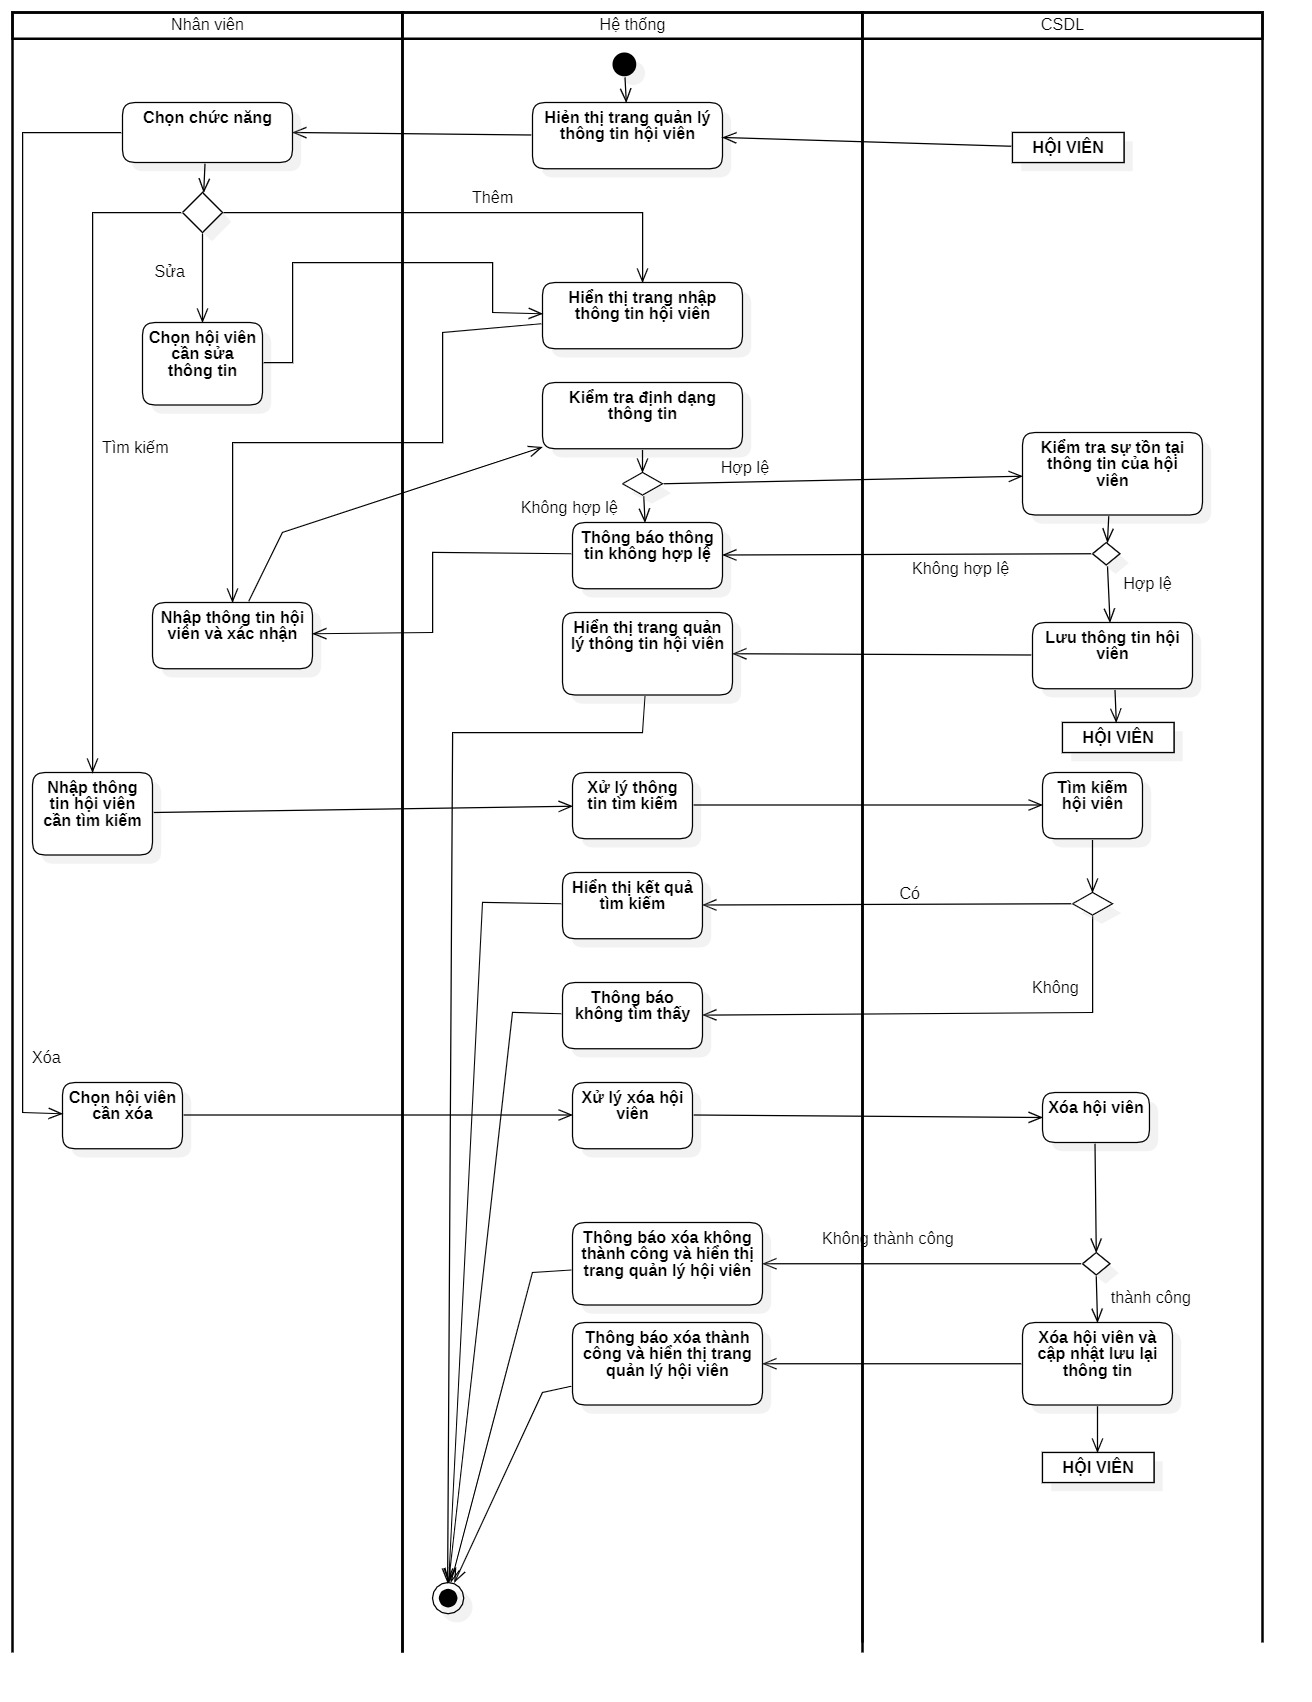 Nhân viên
Hệ thống
CSDL
Chọn chức năng
Hiẻn thị trang quản lý
thông tin hội viên
HỘI VIÊN
Thêm
Sửa
Hiển thị trang nhập
thông tin hội viên
Chọn hội viên
cần sửa
thông tin
Kiểm tra định dạng
thông tin
Tìm kiếm
Kiểm tra sự tồn tại
thông tin của hội
viên
Hợp lệ
Không hợp lệ
Thông báo thông
tin không hợp lệ
Không hợp lệ
Hợp lệ
Nhập thông tin hội
viên và xác nhận
Hiển thị trang quản
lý thông tin hội viên
Lưu thông tin hội
viên
HỘI VIÊN
Nhập thông
tin hội viên
cần tìm kiếm
Xử lý thông
tin tìm kiếm
Tìm kiếm
hội viên
Hiển thị kết quả
tìm kiếm
Có
Thông báo
không tìm thấy
Không
Xóa
Chọn hội viên
cần xóa
Xử lý xóa hội
viên
Xóa hội viên
Thông báo xóa không
thành công và hiển thị
trang quản lý hội viên
Không thành công
thành công
Thông báo xóa thành
công và hiển thị trang
quản lý hội viên
Xóa hội viên và
cập nhật lưu lại
thông tin
HỘI VIÊN